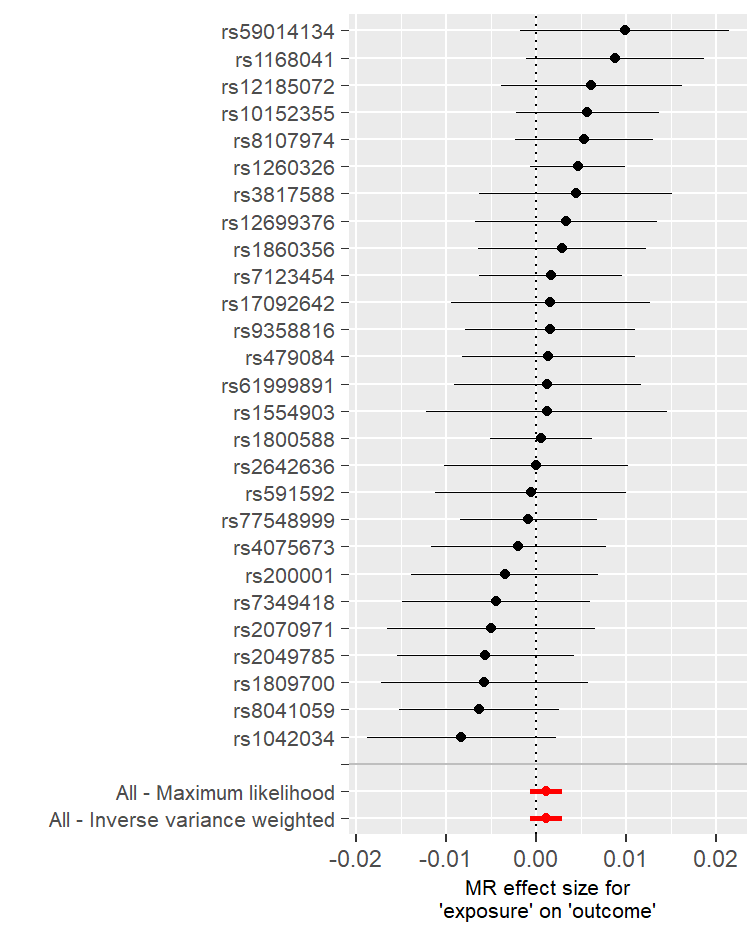 rs59014134
rs1168041
rs12185072
rs10152355
rs8107974
rs1260326
rs3817588
rs12699376
rs1860356
rs7123454
rs17092642
rs9358816
rs479084
rs61999891
rs1554903
rs1800588
rs2642636
rs591592
rs77548999
rs4075673
rs200001
rs7349418
rs2070971
rs2049785
rs1809700
rs8041059
rs1042034
All - Maximum likelihood
All - Inverse variance weighted
-0.02 -0.01 0.00 0.01 0.02
MR effect size for
'exposure' on 'outcome'